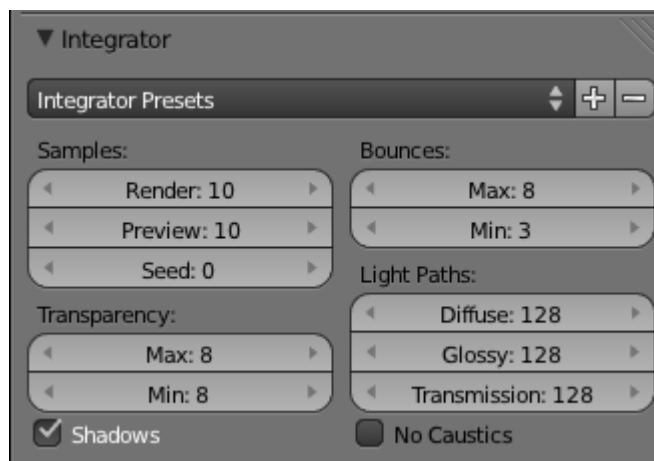 Integrator
Integrator Presets
Samples:
Render: 10
Preview: 10
Seed: 0
Transparency:
Max: 8
Min: 8
Shadows
Bounces:
Max: 8
Min: 3
Light Paths:
Diffuse: 128
Glossy: 128
Transmission: 128
No Caustics